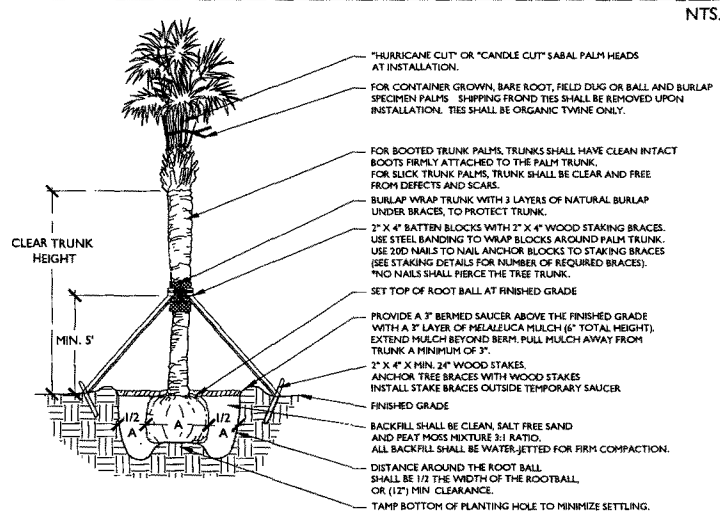 NTS.
"HURRICANE CUT" OR "CANDLE CUT" SABAL PALM HEADS
AT INSTALLATION.
FOR CONTAINER GROWN, BARE ROOT, FIELD DUG OR BALL AND BURLAP
SPECIMEN PALMS SHIPPING FROND TIES SHALL BE REMOVED UPON
INSTALLATION. TIES SHALL BE ORGANIC TWINE ONLY.
FOR BOOTED TRUNK PALMS, TRUNKS SHALL HAVE CLEAN INTACT
BOOTS FIRMLY ATTACHED TO THE PALM TRUNK.
FOR SLICK TRUNK PALMS, TRUNK SHALL BE CLEAR AND FREE
FROM DEFECTS AND SCARS.
BURLAP WRAP TRUNK WITH 3 LAYERS OF NATURAL BURLAP
UNDER BRACES, TO PROTECT TRUNK.
CLEAR TRUNK
HEIGHT
2" X 4" BATTEN BLOCKS WITH 2" X 4" WOOD STAKING BRACES.
USE STEEL BANDING TO WRAP BLOCKS AROUND PALM TRUNK.
USE 20D NAILS TO NAIL ANCHOR BLOCKS TO STAKING BRACES
(SEE STAKING DETAILS FOR NUMBER OF REQUIRED BRACES).
*NO NAILS SHALL PIERCE THE TREE TRUNK.
SET TOP OF ROOT BALL AT FINISHED GRADE
MIN. 5'
PROVIDE A 3" BERMED SAUCER ABOVE THE FINISHED GRADE
WITH A 3" LAYER OF MELALEUCA MULCH (6" TOTAL HEIGHT).
EXTEND MULCH BEYOND BERM. PULL MULCH AWAY FROM
TRUNK A MINIMUM OF 3".
2" X 4" X MIN. 24" WOOD STAKES.
ANCHOR TREE BRACES WITH WOOD STAKES
INSTALL STAKE BRACES OUTSIDE TEMPORARY SAUCER
FINISHED GRADE
1/2
A
A
1/2
A
BACKFILL SHALL BE CLEAN, SALT FREE SAND
AND PEAT MOSS MIXTURE 3:1 RATIO.
ALL BACKFILL SHALL BE WATER-JETTED FOR FIRM COMPACTION.
DISTANCE AROUND THE ROOT BALL
SHALL BE 1/2 THE WIDTH OF THE ROOTBALL,
OR (12") MIN CLEARANCE.
TAMP BOTTOM OF PLANTING HOLE TO MINIMIZE SETTLING.